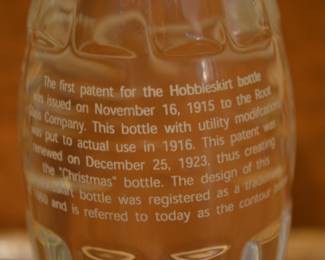 The first patent for the Hobbleskirt bottle
was issued on November 16, 1915 to the Root
Glass Company. This bottle with utility modifications
was put to actual use in 1916. This patent was
renewed on December 25, 1923, thus creating
the "Christmas" bottle. The design of this
bottle was registered as a trademark
and is referred to today as the contour